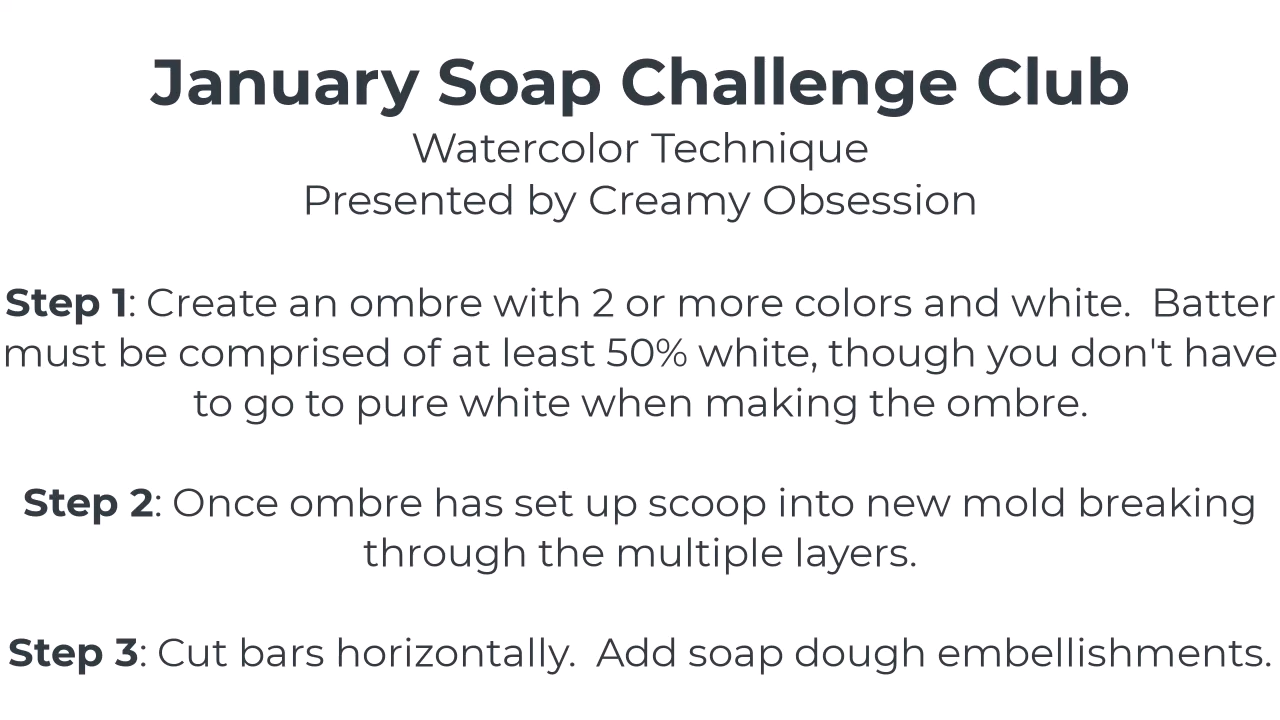 January Soap Challenge Club
Watercolor Technique
Presented by Creamy Obsession
Step 1: Create an ombre with 2 or more colors and white.  Batter
must be comprised of at least 50% white, though you don't have
to go to pure white when making the ombre.
Step 2: Once ombre has set up scoop into new mold breaking
through the multiple layers.
Step 3: Cut bars horizontally.  Add soap dough embellishments.